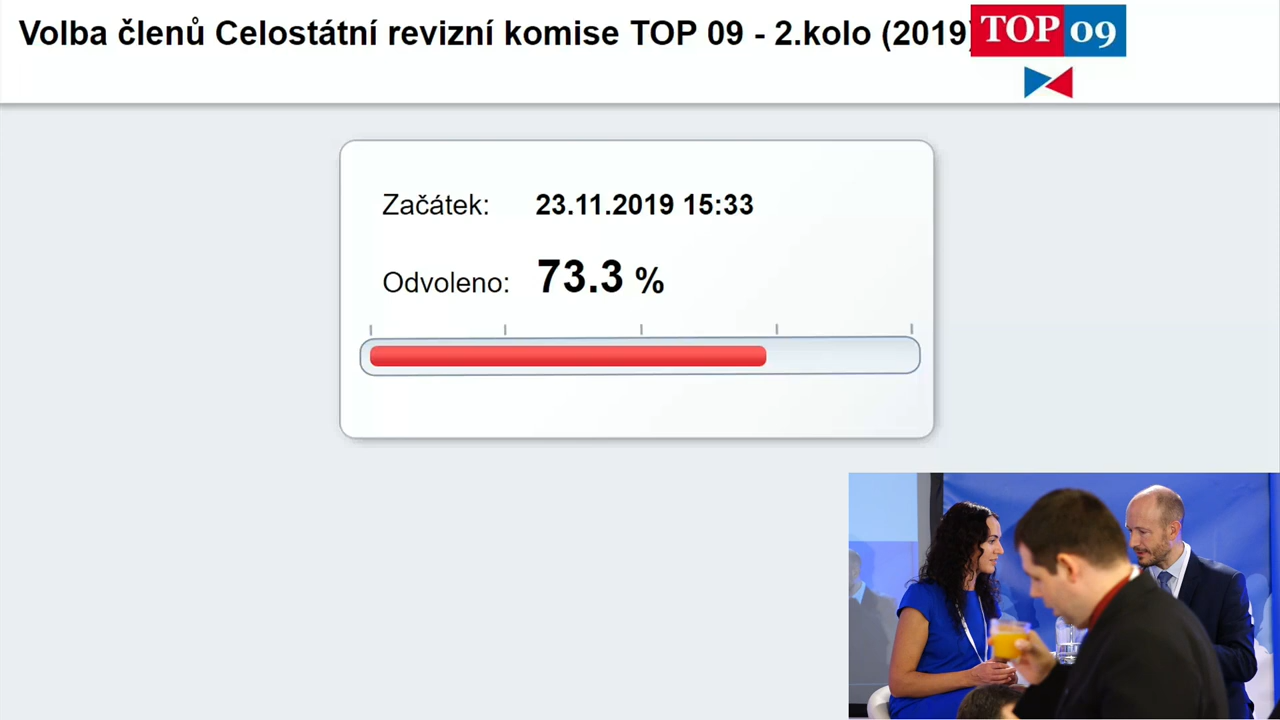 Volba členů Celostátní revizní komise TOP 09 - 2.kolo (2019)
TOP 09
Začátek: 23.11.2019 15:33
Odvoleno: 73.3 %